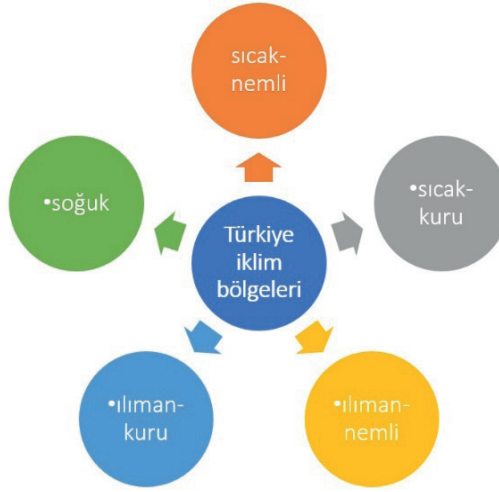 sıcak-
nemli
•soğuk
•sıcak-
kuru
Türkiye
iklim
bölgeleri
•ılıman-
kuru
•ılıman-
nemli